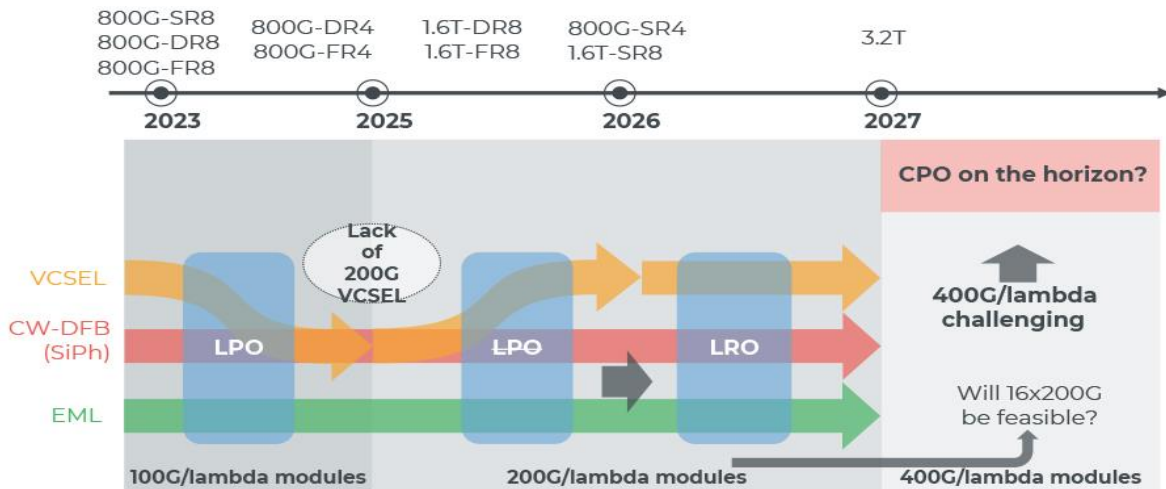 800G-SR8
800G-DR8
800G-FR8
800G-DR4
800G-FR4
1.6T-DR8
1.6T-FR8
800G-SR4
1.6T-SR8
3.2T
2023
2025
2026
2027
CPO on the horizon?
Lack
of
200G
VCSEL
VCSEL
CW-DFB
(SiPh)
EML
LPO
LPO
LRO
400G/lambda
challenging
Will 16x200G
be feasible?
100G/lambda modules
200G/lambda modules
400G/lambda modules